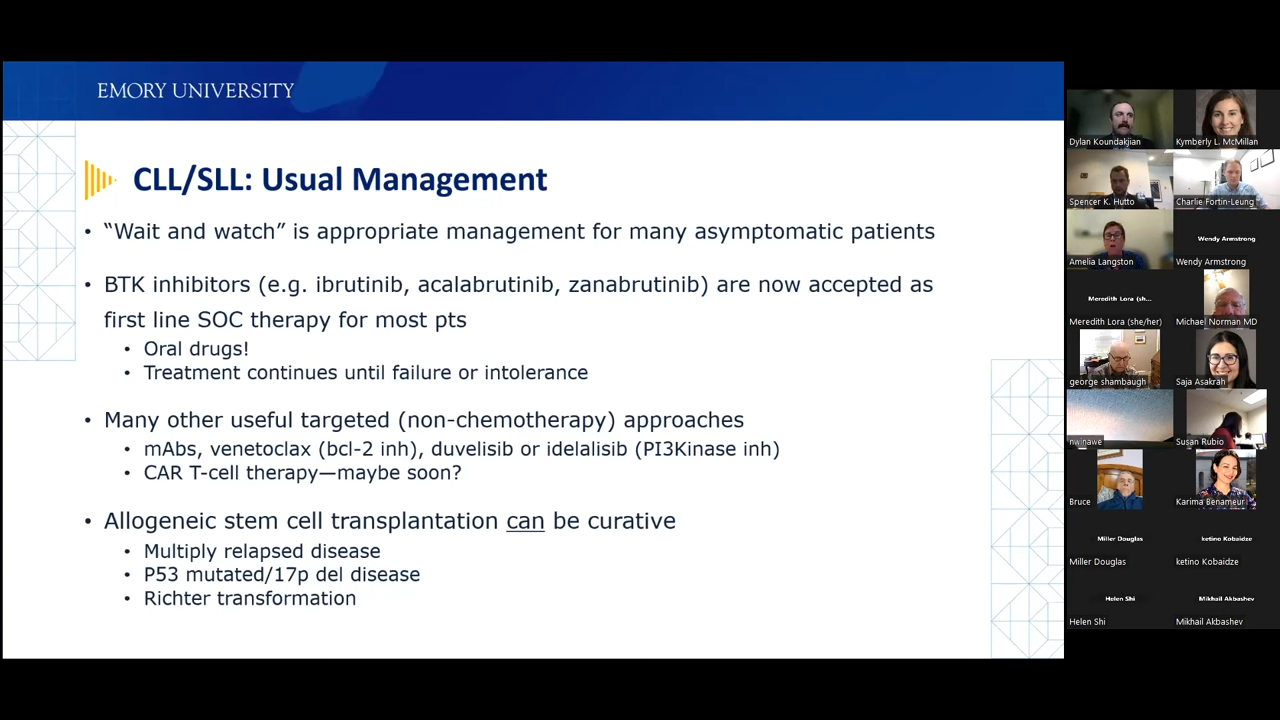 EMORY UNIVERSITY
CLL/SLL: Usual Management
• “Wait and watch” is appropriate management for many asymptomatic patients
• BTK inhibitors (e.g. ibrutinib, acalabrutinib, zanabrutinib) are now accepted as
first line SOC therapy for most pts
• Oral drugs!
• Treatment continues until failure or intolerance
• Many other useful targeted (non-chemotherapy) approaches
• mAbs, venetoclax (bcl-2 inh), duvelisib or idelalisib (PI3Kinase inh)
• CAR T-cell therapy—maybe soon?
• Allogeneic stem cell transplantation can be curative
• Multiply relapsed disease
• P53 mutated/17p del disease
• Richter transformation
Dylan Koundakjian
Kymberly L. McMillan
Spencer K. Hutto
Charlie Fortin-Leung
Amelia Langston
Wendy Armstrong
Wendy Armstrong
Meredith Lora (sh...
Meredith Lora (she/her)
Michael Norman MD
george shambaugh
Saja Asakrah
nwinawe
Susan Rubio
Bruce
Karima Benameur
Miller Douglas
Miller Douglas
ketino Kobaidze
ketino Kobaidze
Helen Shi
Helen Shi
Mikhail Akbashev
Mikhail Akbashev